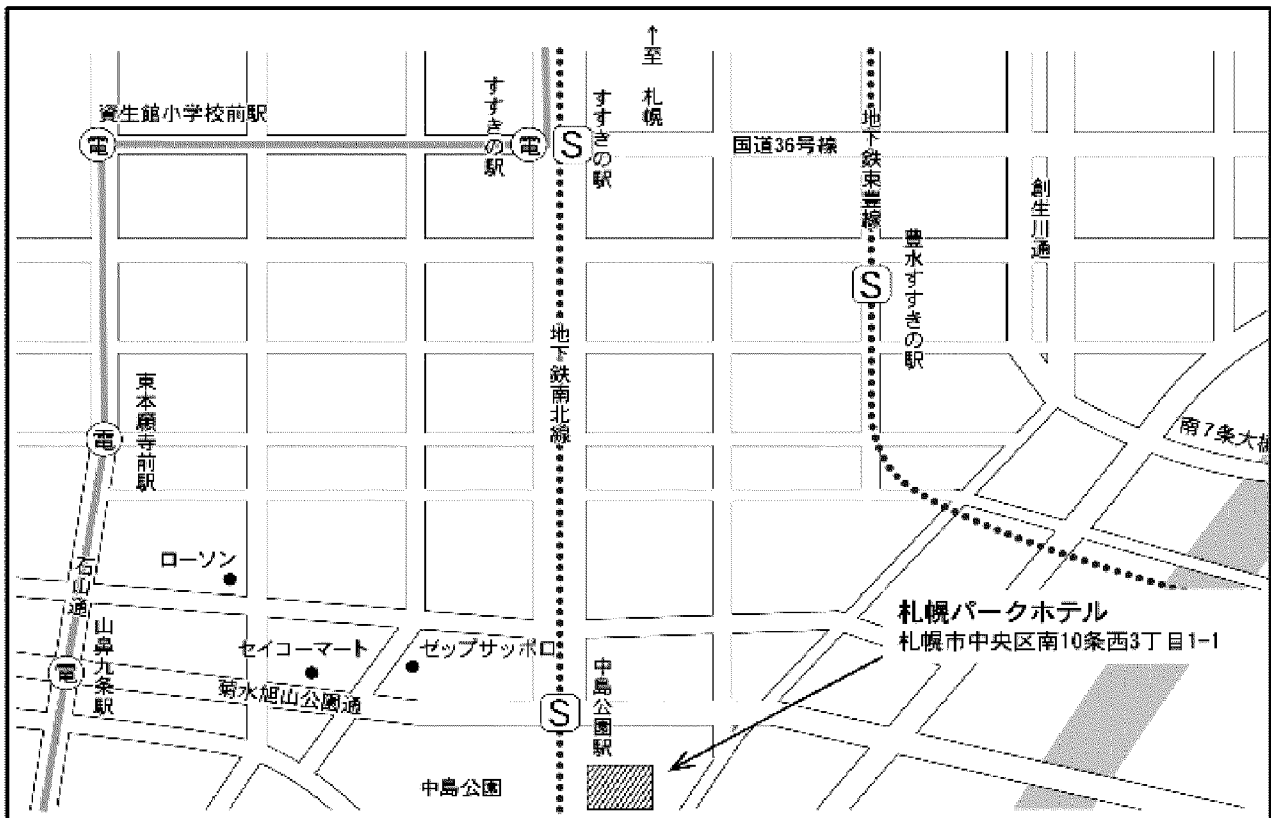 ↑至 札幌
資生館小学校前駅
すすきの駅
すすきの駅
電
電
S
国道36号線
地下鉄東豊線
創生川通
豊水すすきの駅
S
地下鉄南北線
東本願寺前駅
電
南7条大橋
ローソン
石山通
札幌パークホテル
札幌市中央区南10条西3丁目1-1
山鼻九条駅
電
セイコーマート
ゼップサッポロ
菊水旭山公園通
中島公園駅
S
中島公園